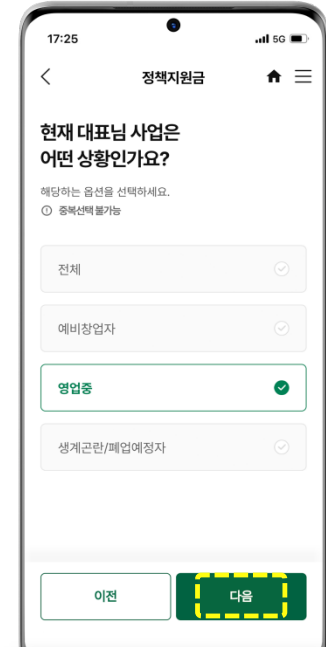 17:25
5G
정책지원금
현재 대표님 사업은
어떤 상황인가요?
해당하는 옵션을 선택하세요.
중복선택 불가능
전체
예비창업자
영업중
생계곤란/폐업예정자
이전
다음